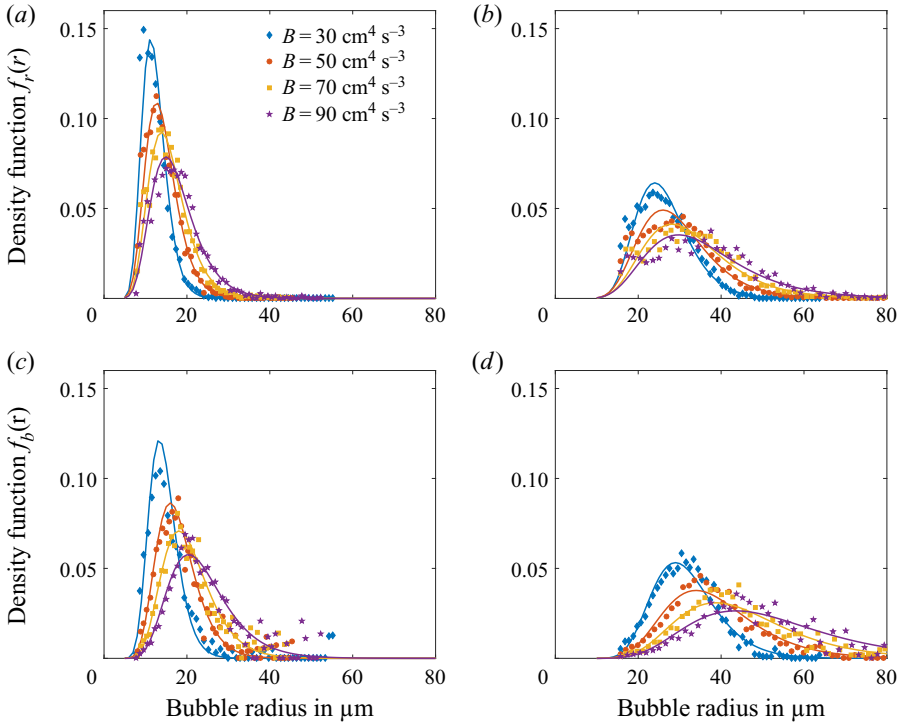 (a)
(b)
0.15
0.10
0.05
0 20 40 60 80
Density function f_r(r)
B = 30 cm⁴ s⁻³
B = 50 cm⁴ s⁻³
B = 70 cm⁴ s⁻³
B = 90 cm⁴ s⁻³
0.15
0.10
0.05
0 20 40 60 80
(c)
(d)
0.15
0.10
0.05
0 20 40 60 80
Density function f_b(r)
Bubble radius in µm
0.15
0.10
0.05
0 20 40 60 80
Bubble radius in µm